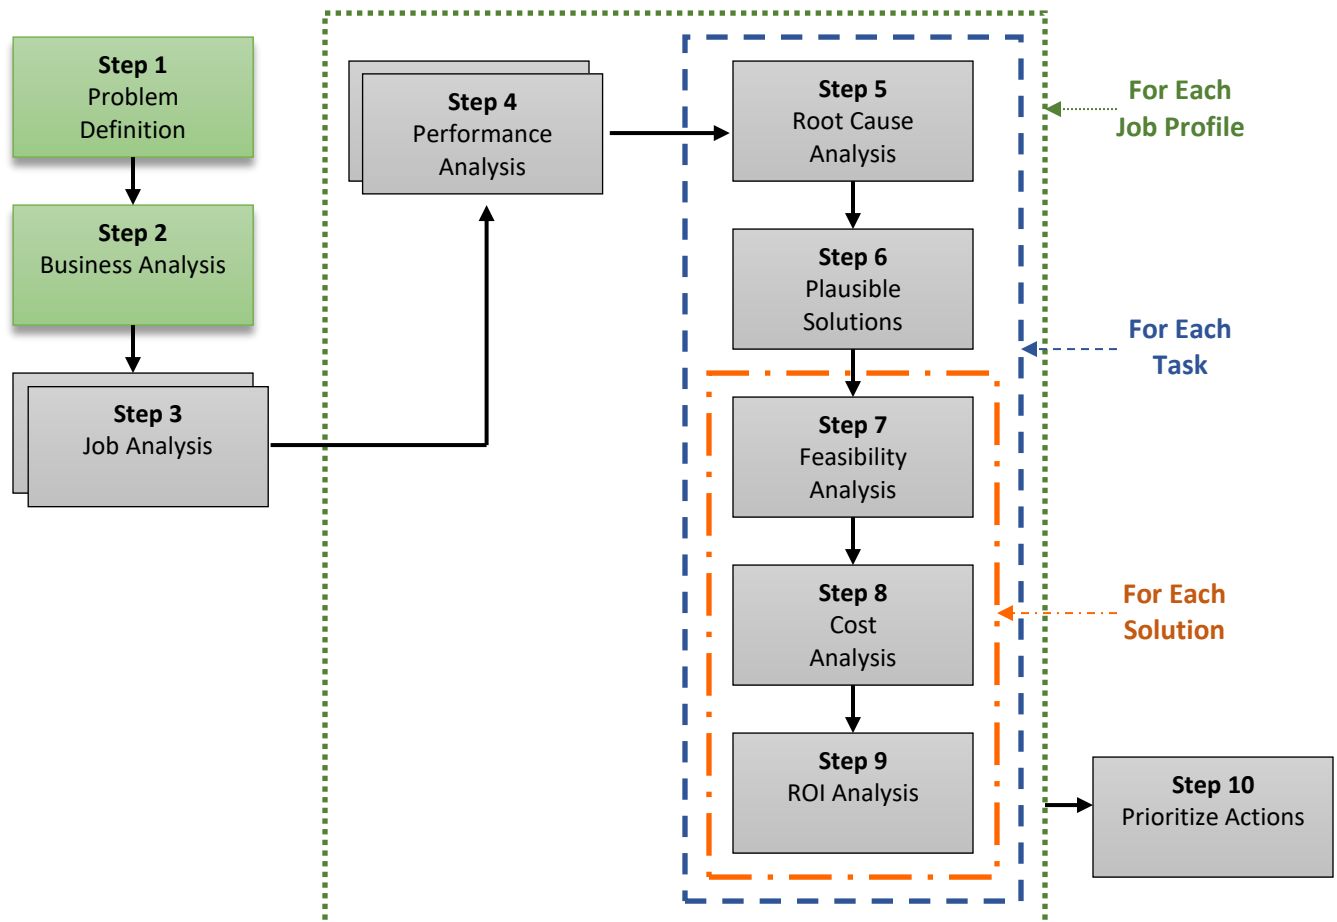 Step 1
Problem
Definition
Step 2
Business Analysis
Step 3
Job Analysis
Step 4
Performance
Analysis
Step 5
Root Cause
Analysis
Step 6
Plausible
Solutions
Step 7
Feasibility
Analysis
Step 8
Cost
Analysis
Step 9
ROI Analysis
Step 10
Prioritize Actions
For Each
Job Profile
For Each
Task
For Each
Solution